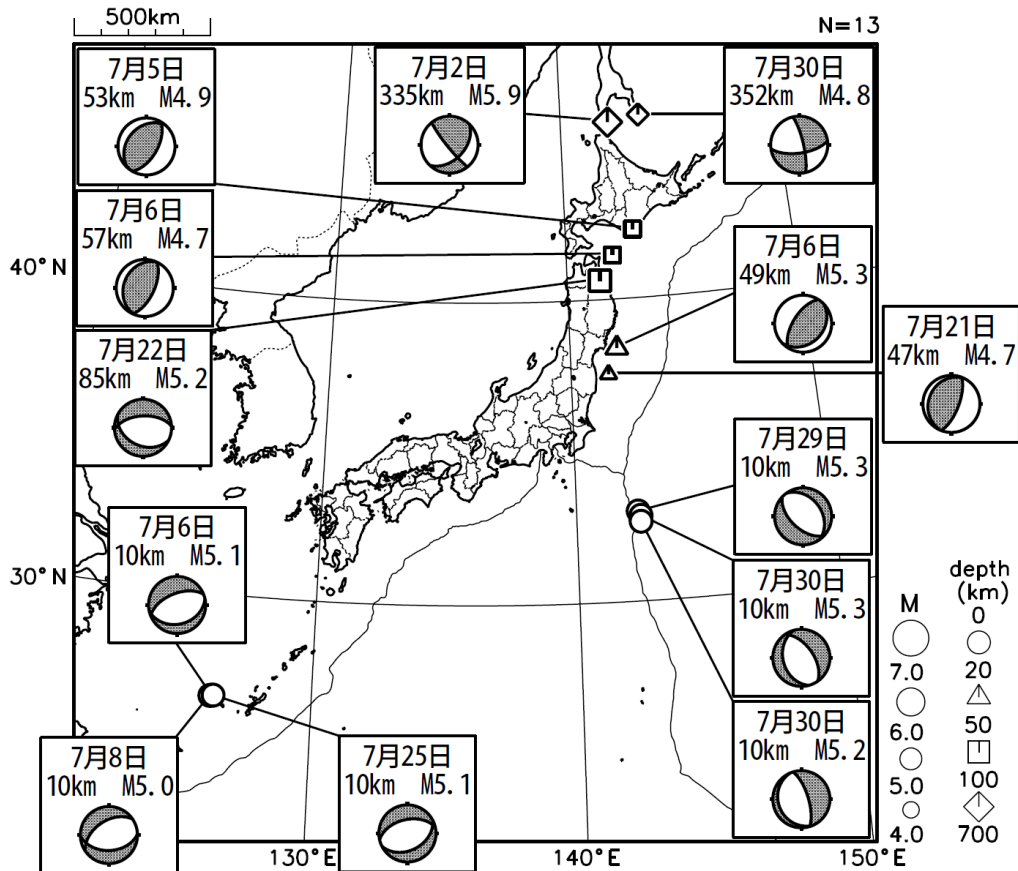 500km
N=13
7月5日
53km M4.9
7月2日
335km M5.9
7月30日
352km M4.8
7月6日
57km M4.7
40°N
7月6日
49km M5.3
7月21日
47km M4.7
7月22日
85km M5.2
7月29日
10km M5.3
7月6日
10km M5.1
30°N
7月30日
10km M5.3
7月8日
10km M5.0
7月25日
10km M5.1
7月30日
10km M5.2
130°E
140°E
150°E
M
7.0
6.0
5.0
4.0
depth
(km)
0
20
50
100
700